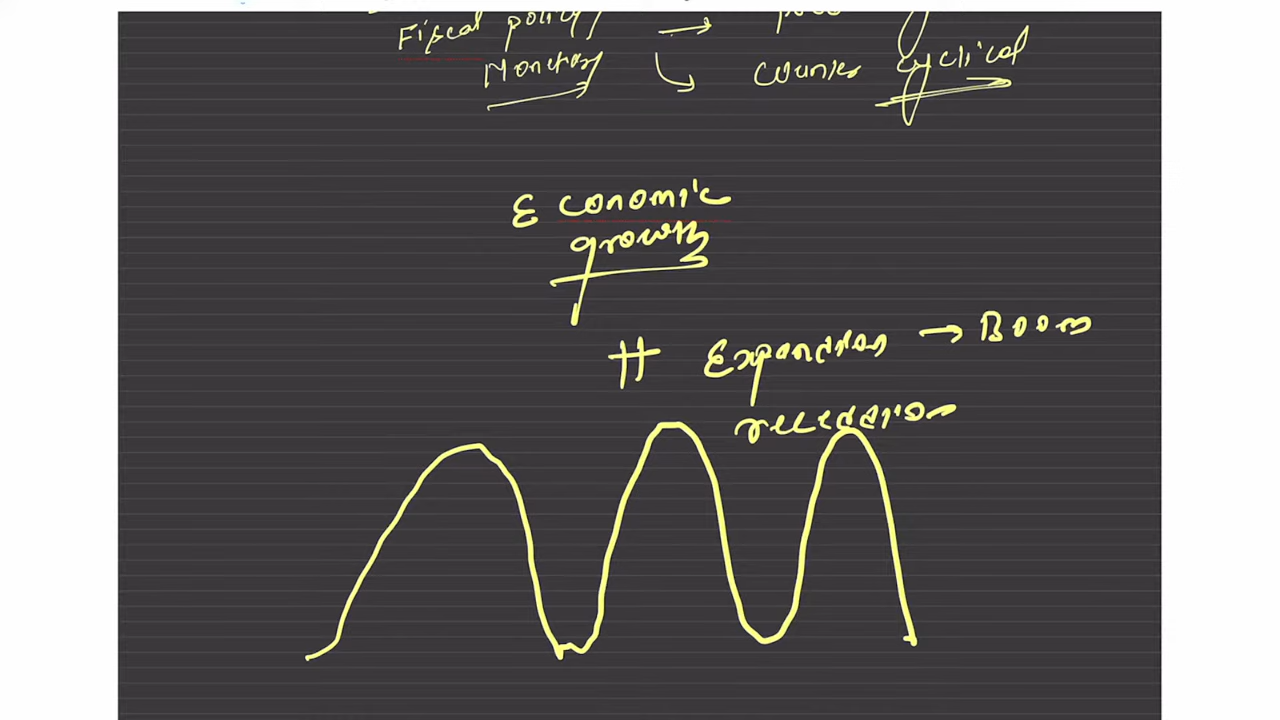 Fiscal policy →
Monetary counter cyclical
Economic
growth
# Expansion → Boom
recession